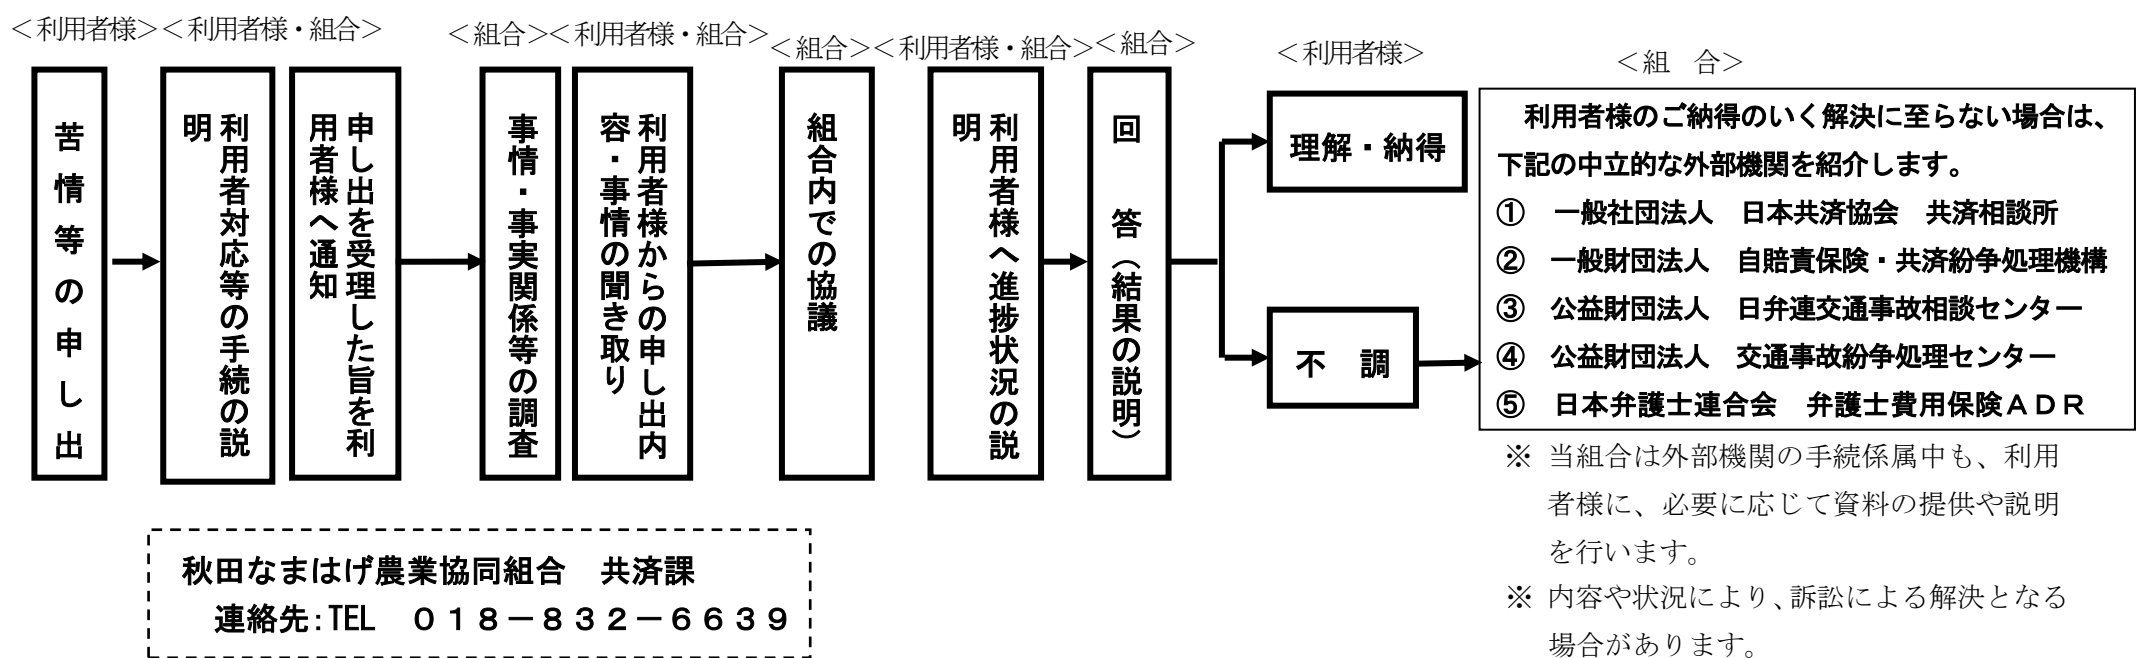 ＜利用者様＞
＜利用者様・組合＞
＜組合＞
＜利用者様・組合＞
＜組合＞
＜利用者様・組合＞
＜組合＞
＜利用者様＞
＜組　合＞
苦情等の申し出
利用者対応等の手続の説
明
申し出を受理した旨を利
用者様へ通知
事情・事実関係等の調査
利用者様からの申し出内
容・事情の聞き取り
組合内での協議
利用者様へ進捗状況の説
明
回　答（結果の説明）
理解・納得
不　調
利用者様のご納得のいく解決に至らない場合は、
下記の中立的な外部機関を紹介します。
①　一般社団法人　日本共済協会　共済相談所
②　一般財団法人　自賠責保険・共済紛争処理機構
③　公益財団法人　日弁連交通事故相談センター
④　公益財団法人　交通事故紛争処理センター
⑤　日本弁護士連合会　弁護士費用保険ＡＤＲ
※ 当組合は外部機関の手続係属中も、利用
者様に、必要に応じて資料の提供や説明
を行います。
※ 内容や状況により、訴訟による解決となる
場合があります。
秋田なまはげ農業協同組合　共済課
連絡先：TEL　０１８－８３２－６６３９